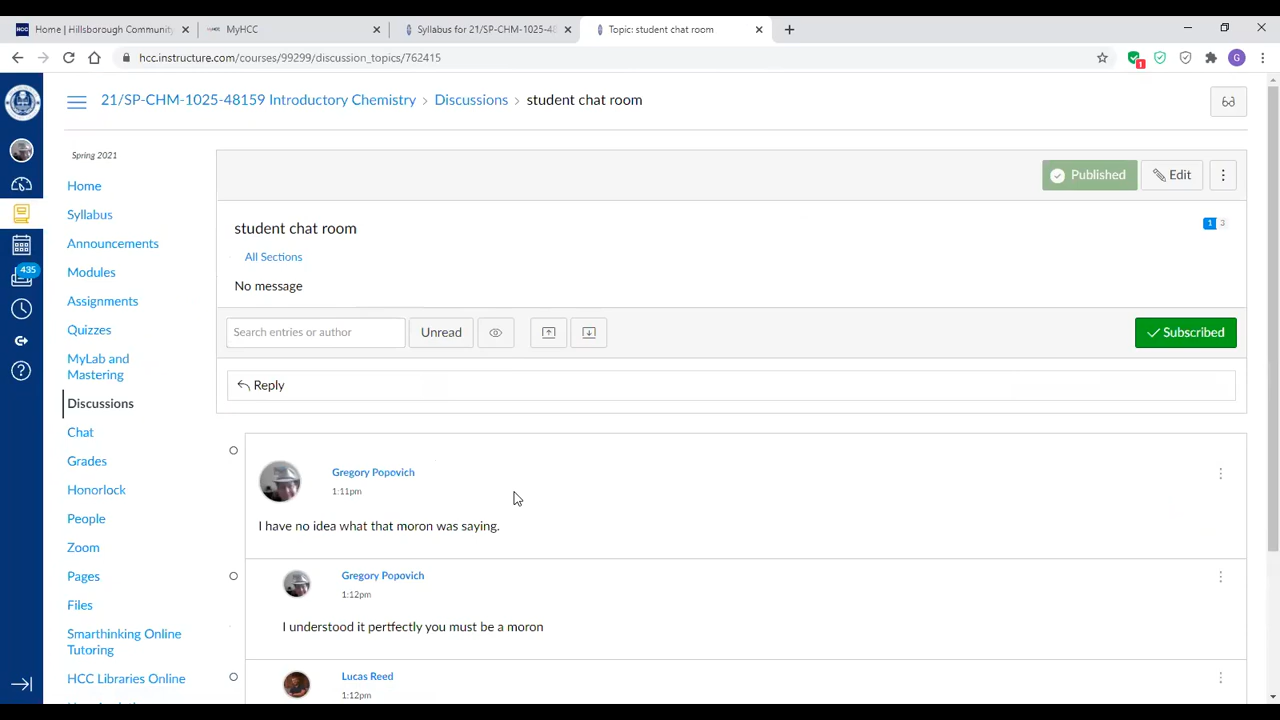 Home | Hillsborough Community
MyHCC
Syllabus for 21/SP-CHM-1025-48
Topic: student chat room
hcc.instructure.com/courses/99299/discussion_topics/762415
1
G
21/SP-CHM-1025-48159 Introductory Chemistry > Discussions > student chat room
Spring 2021
Home
Syllabus
Announcements
Modules
Assignments
Quizzes
MyLab and
Mastering
Discussions
Chat
Grades
Honorlock
People
Zoom
Pages
Files
Smarthinking Online
Tutoring
HCC Libraries Online
435
Published
Edit
student chat room
1 3
All Sections
No message
Search entries or author
Unread
Subscribed
Reply
Gregory Popovich
1:11pm
I have no idea what that moron was saying.
Gregory Popovich
1:12pm
I understood it pertfectly you must be a moron
Lucas Reed
1:12pm